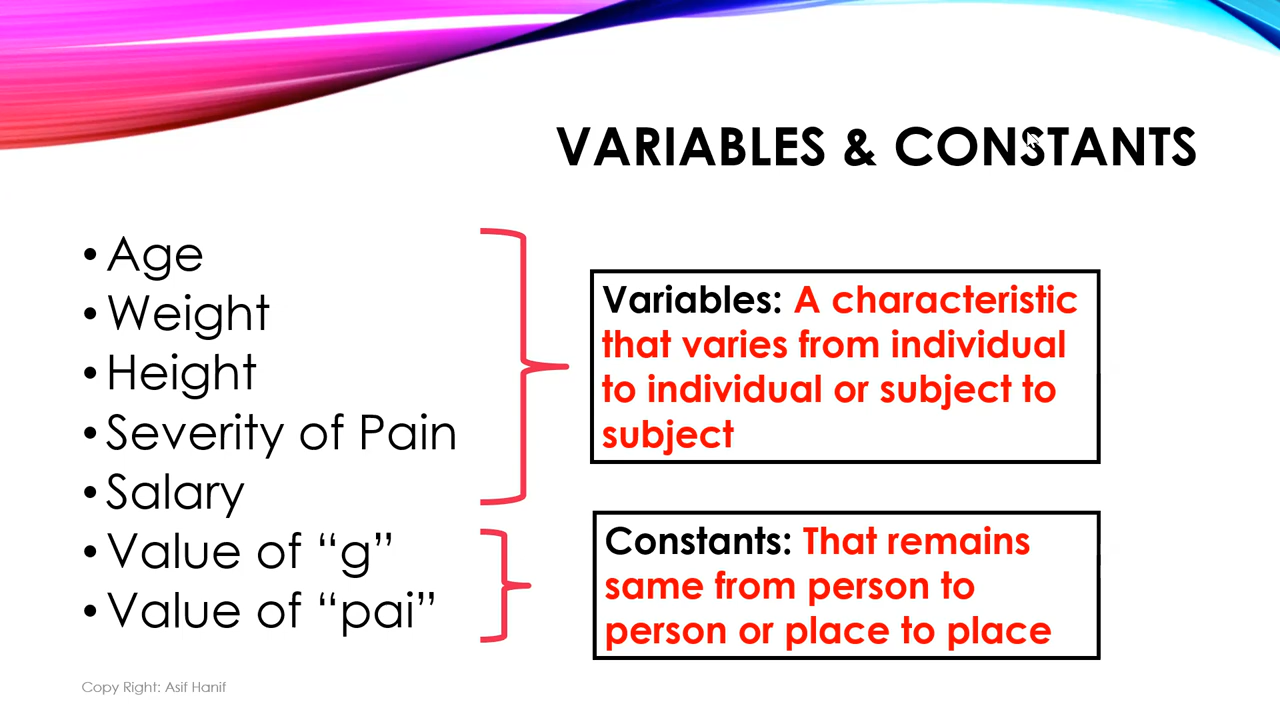 VARIABLES & CONSTANTS
• Age
• Weight
• Height
• Severity of Pain
• Salary
• Value of “g”
• Value of “pai”
Variables: A characteristic
that varies from individual
to individual or subject to
subject
Constants: That remains
same from person to
person or place to place
Copy Right: Asif Hanif